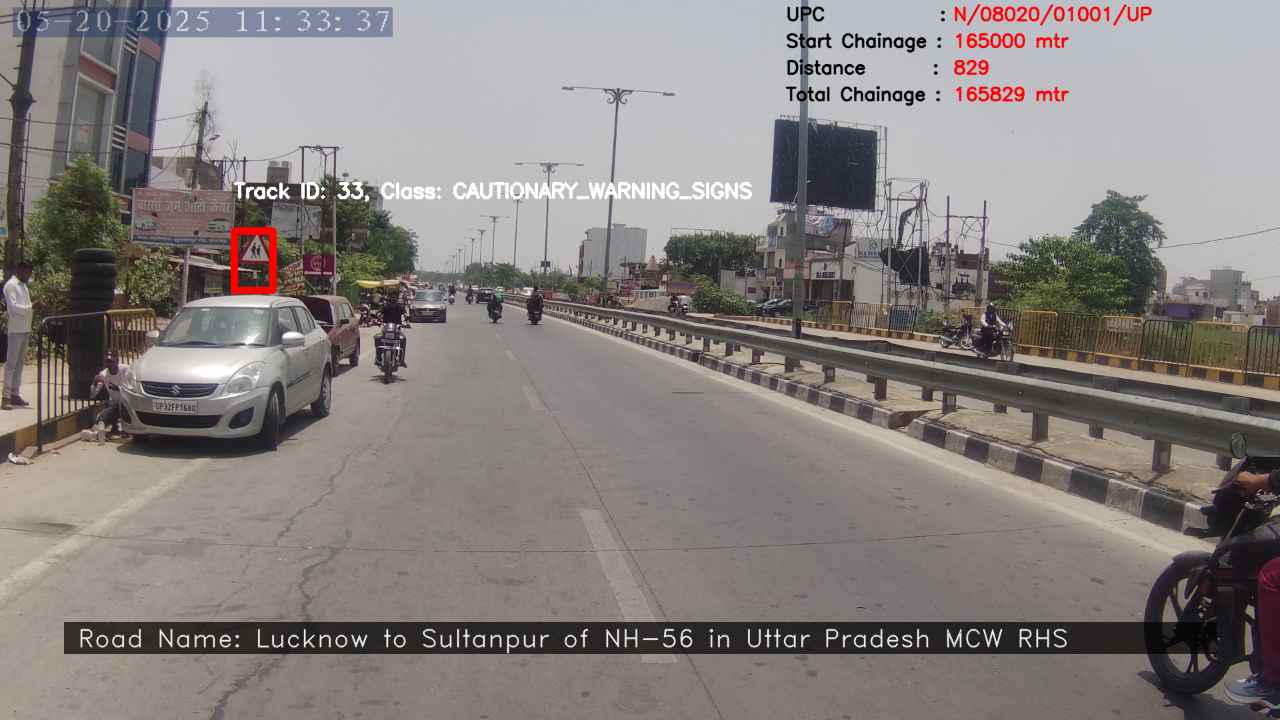 05-20-2025 11:33:37
UPC : N/08020/01001/UP
Start Chainage : 165000 mtr
Distance : 829
Total Chainage : 165829 mtr
Track ID: 33, Class: CAUTIONARY_WARNING_SIGNS
UP32FP1680
Road Name: Lucknow to Sultanpur of NH-56 in Uttar Pradesh MCW RHS